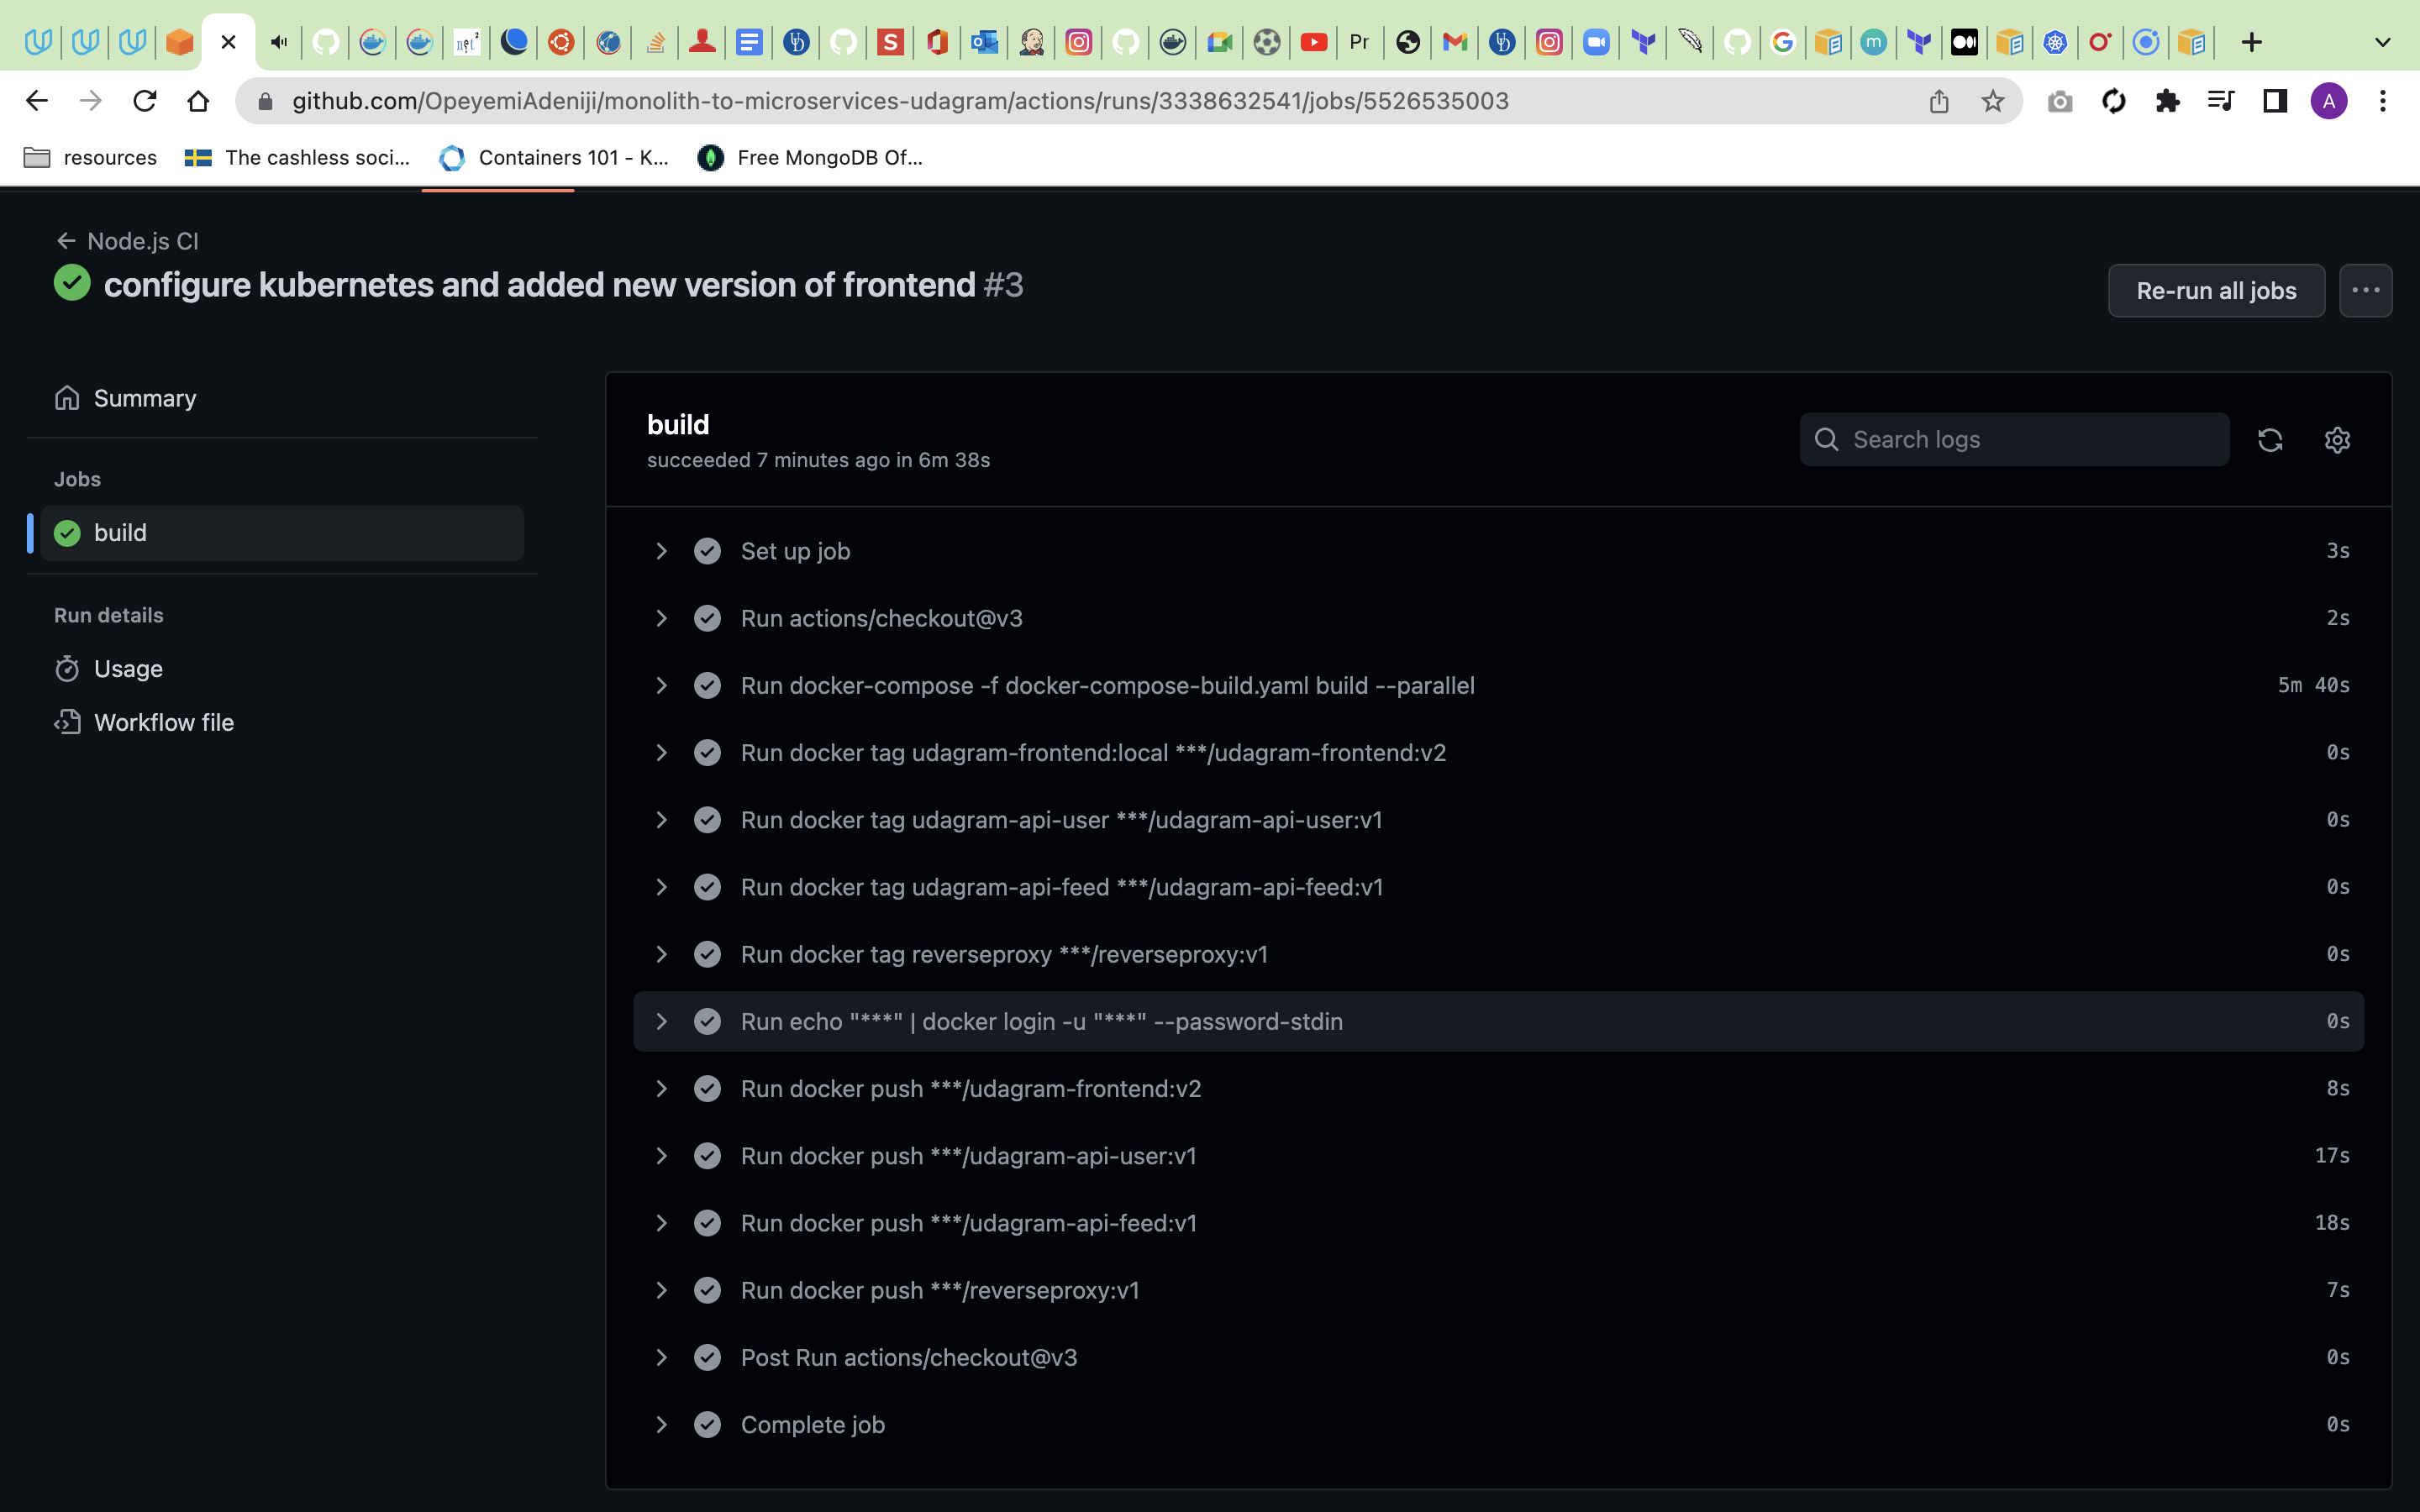 github.com/OpeyemiAdeniji/monolith-to-microservices-udagram/actions/runs/3338632541/jobs/5526535003
A
resources The cashless soci... Containers 101 - K... Free MongoDB Of...
Node.js CI
configure kubernetes and added new version of frontend #3
Re-run all jobs
Summary
Jobs
build
Run details
Usage
Workflow file
build
succeeded 7 minutes ago in 6m 38s
Search logs
Set up job 3s
Run actions/checkout@v3 2s
Run docker-compose -f docker-compose-build.yaml build --parallel 5m 40s
Run docker tag udagram-frontend:local ***/udagram-frontend:v2 0s
Run docker tag udagram-api-user ***/udagram-api-user:v1 0s
Run docker tag udagram-api-feed ***/udagram-api-feed:v1 0s
Run docker tag reverseproxy ***/reverseproxy:v1 0s
Run echo "***" | docker login -u "***" --password-stdin 0s
Run docker push ***/udagram-frontend:v2 8s
Run docker push ***/udagram-api-user:v1 17s
Run docker push ***/udagram-api-feed:v1 18s
Run docker push ***/reverseproxy:v1 7s
Post Run actions/checkout@v3 0s
Complete job 0s